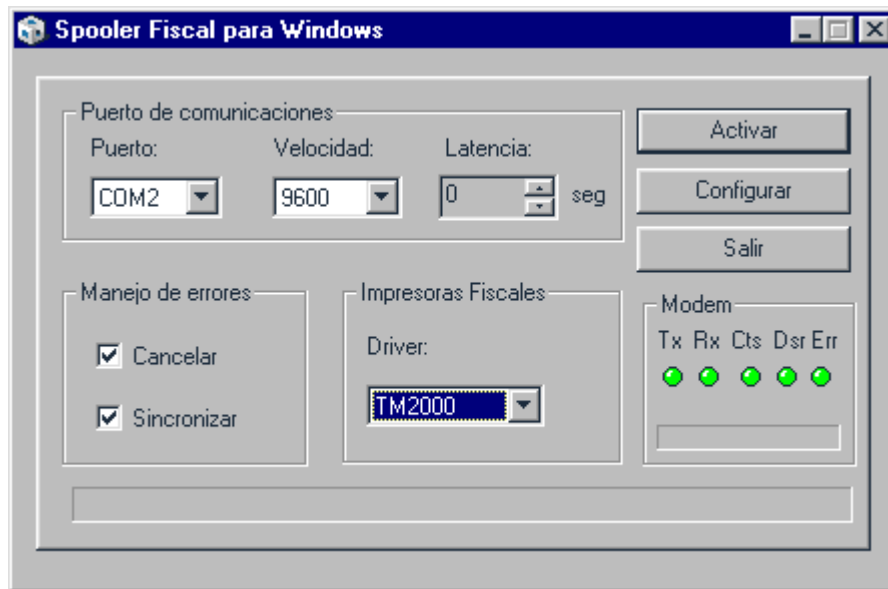 Spooler Fiscal para Windows
Puerto de comunicaciones
Puerto:
Velocidad:
Latencia:
COM2
9600
0
seg
Activar
Configurar
Salir
Manejo de errores
Cancelar
Sincronizar
Impresoras Fiscales
Driver:
TM2000
Modem
Tx Rx Cts Dsr Err